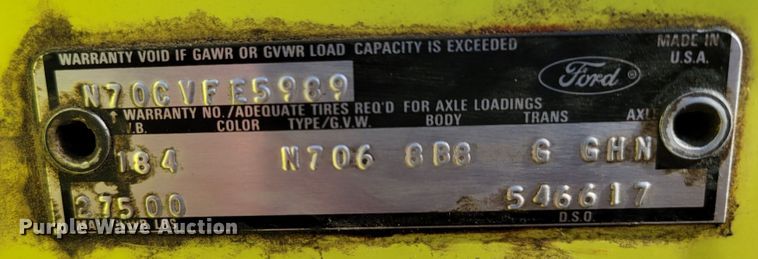 WARRANTY VOID IF GAWR OR GVWR LOAD CAPACITY IS EXCEEDED
MADE IN
U.S.A.
Ford
N70CVFE5989
WARRANTY NO./ADEQUATE TIRES REQ'D FOR AXLE LOADINGS
W.B. COLOR TYPE/G.V.W. BODY TRANS AXLE
184 N706 8B8 G GHN
27500 546617
D.S.O.
Purple Wave Auction